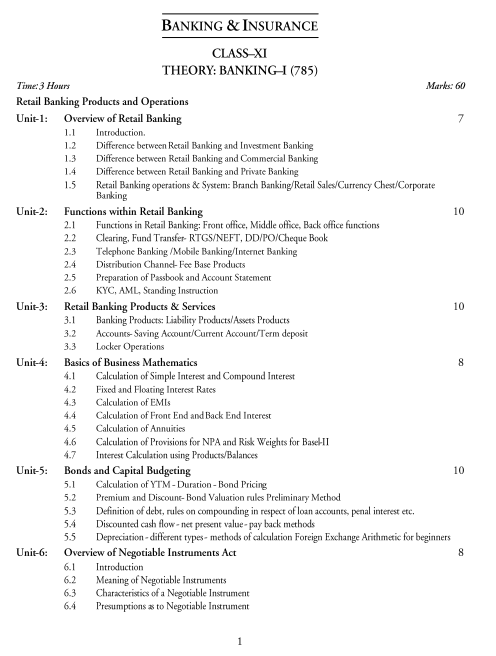 BANKING & INSURANCE
CLASS–XI
THEORY: BANKING–I (785)
Time: 3 Hours Marks: 60
Retail Banking Products and Operations
Unit-1: Overview of Retail Banking 7
1.1 Introduction.
1.2 Difference between Retail Banking and Investment Banking
1.3 Difference between Retail Banking and Commercial Banking
1.4 Difference between Retail Banking and Private Banking
1.5 Retail Banking operations & System: Branch Banking/Retail Sales/Currency Chest/Corporate
Banking
Unit-2: Functions within Retail Banking 10
2.1 Functions in Retail Banking: Front office, Middle office, Back office functions
2.2 Clearing, Fund Transfer- RTGS/NEFT, DD/PO/Cheque Book
2.3 Telephone Banking /Mobile Banking/Internet Banking
2.4 Distribution Channel- Fee Base Products
2.5 Preparation of Passbook and Account Statement
2.6 KYC, AML, Standing Instruction
Unit-3: Retail Banking Products & Services 10
3.1 Banking Products: Liability Products/Assets Products
3.2 Accounts- Saving Account/Current Account/Term deposit
3.3 Locker Operations
Unit-4: Basics of Business Mathematics 8
4.1 Calculation of Simple Interest and Compound Interest
4.2 Fixed and Floating Interest Rates
4.3 Calculation of EMIs
4.4 Calculation of Front End and Back End Interest
4.5 Calculation of Annuities
4.6 Calculation of Provisions for NPA and Risk Weights for Basel-II
4.7 Interest Calculation using Products/Balances
Unit-5: Bonds and Capital Budgeting 10
5.1 Calculation of YTM - Duration - Bond Pricing
5.2 Premium and Discount- Bond Valuation rules Preliminary Method
5.3 Definition of debt, rules on compounding in respect of loan accounts, penal interest etc.
5.4 Discounted cash flow - net present value - pay back methods
5.5 Depreciation - different types - methods of calculation Foreign Exchange Arithmetic for beginners
Unit-6: Overview of Negotiable Instruments Act 8
6.1 Introduction
6.2 Meaning of Negotiable Instruments
6.3 Characteristics of a Negotiable Instrument
6.4 Presumptions as to Negotiable Instrument
1